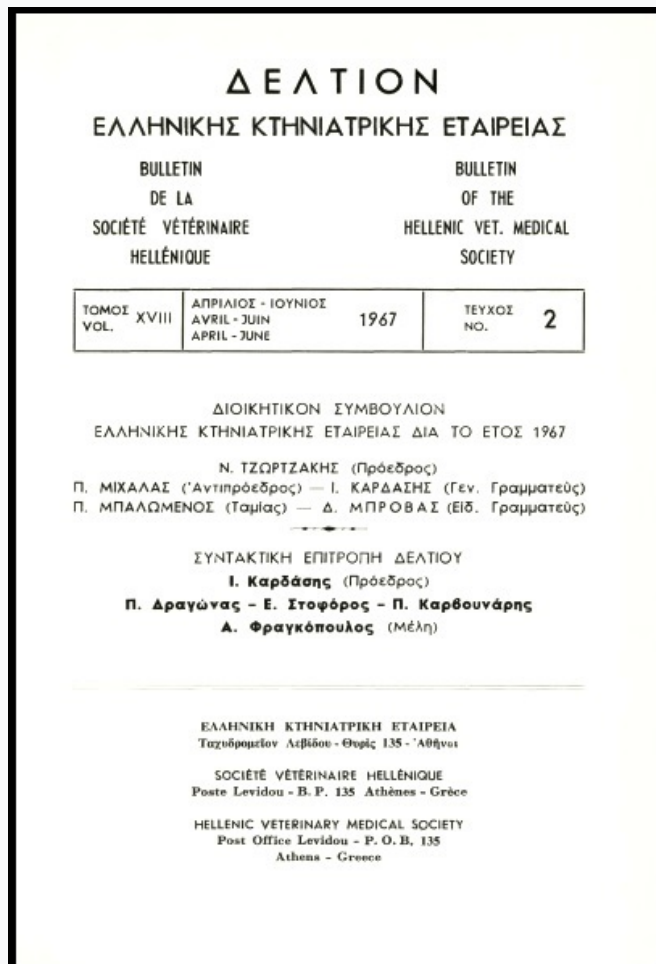 ΔΕΛΤΙΟΝ
ΕΛΛΗΝΙΚΗΣ ΚΤΗΝΙΑΤΡΙΚΗΣ ΕΤΑΙΡΕΙΑΣ
BULLETIN
DE LA
SOCIÉTÉ VÉTÉRINAIRE
HELLÉNIQUE
BULLETIN
OF THE
HELLENIC VET. MEDICAL
SOCIETY
ΤΟΜΟΣ
VOL. XVIII
ΑΠΡΙΛΙΟΣ - ΙΟΥΝΙΟΣ
AVRIL - JUIN
APRIL - JUNE
1967
ΤΕΥΧΟΣ
NO. 2
ΔΙΟΙΚΗΤΙΚΟΝ ΣΥΜΒΟΥΛΙΟΝ
ΕΛΛΗΝΙΚΗΣ ΚΤΗΝΙΑΤΡΙΚΗΣ ΕΤΑΙΡΕΙΑΣ ΔΙΑ ΤΟ ΕΤΟΣ 1967
Ν. ΤΖΩΡΤΖΑΚΗΣ (Πρόεδρος)
Π. ΜΙΧΑΛΑΣ (Ἀντιπρόεδρος) — Ι. ΚΑΡΔΑΣΗΣ (Γεν. Γραμματεὺς)
Π. ΜΠΑΛΩΜΕΝΟΣ (Ταμίας) — Δ. ΜΠΡΟΒΑΣ (Εἰδ. Γραμματεὺς)
ΣΥΝΤΑΚΤΙΚΗ ΕΠΙΤΡΟΠΗ ΔΕΛΤΙΟΥ
Ι. Καρδάσης (Πρόεδρος)
Π. Δραγώνας – Ε. Στοφόρος – Π. Καρβουνάρης
Α. Φραγκόπουλος (Μέλη)
ΕΛΛΗΝΙΚΗ ΚΤΗΝΙΑΤΡΙΚΗ ΕΤΑΙΡΕΙΑ
Ταχυδρομεῖον Λεβίδου - Θυρὶς 135 - Ἀθῆναι
SOCIÉTÉ VÉTÉRINAIRE HELLÉNIQUE
Poste Levidou - B. P. 135 Athènes - Grèce
HELLENIC VETERINARY MEDICAL SOCIETY
Post Office Levidou - P. O. B, 135
Athens - Greece